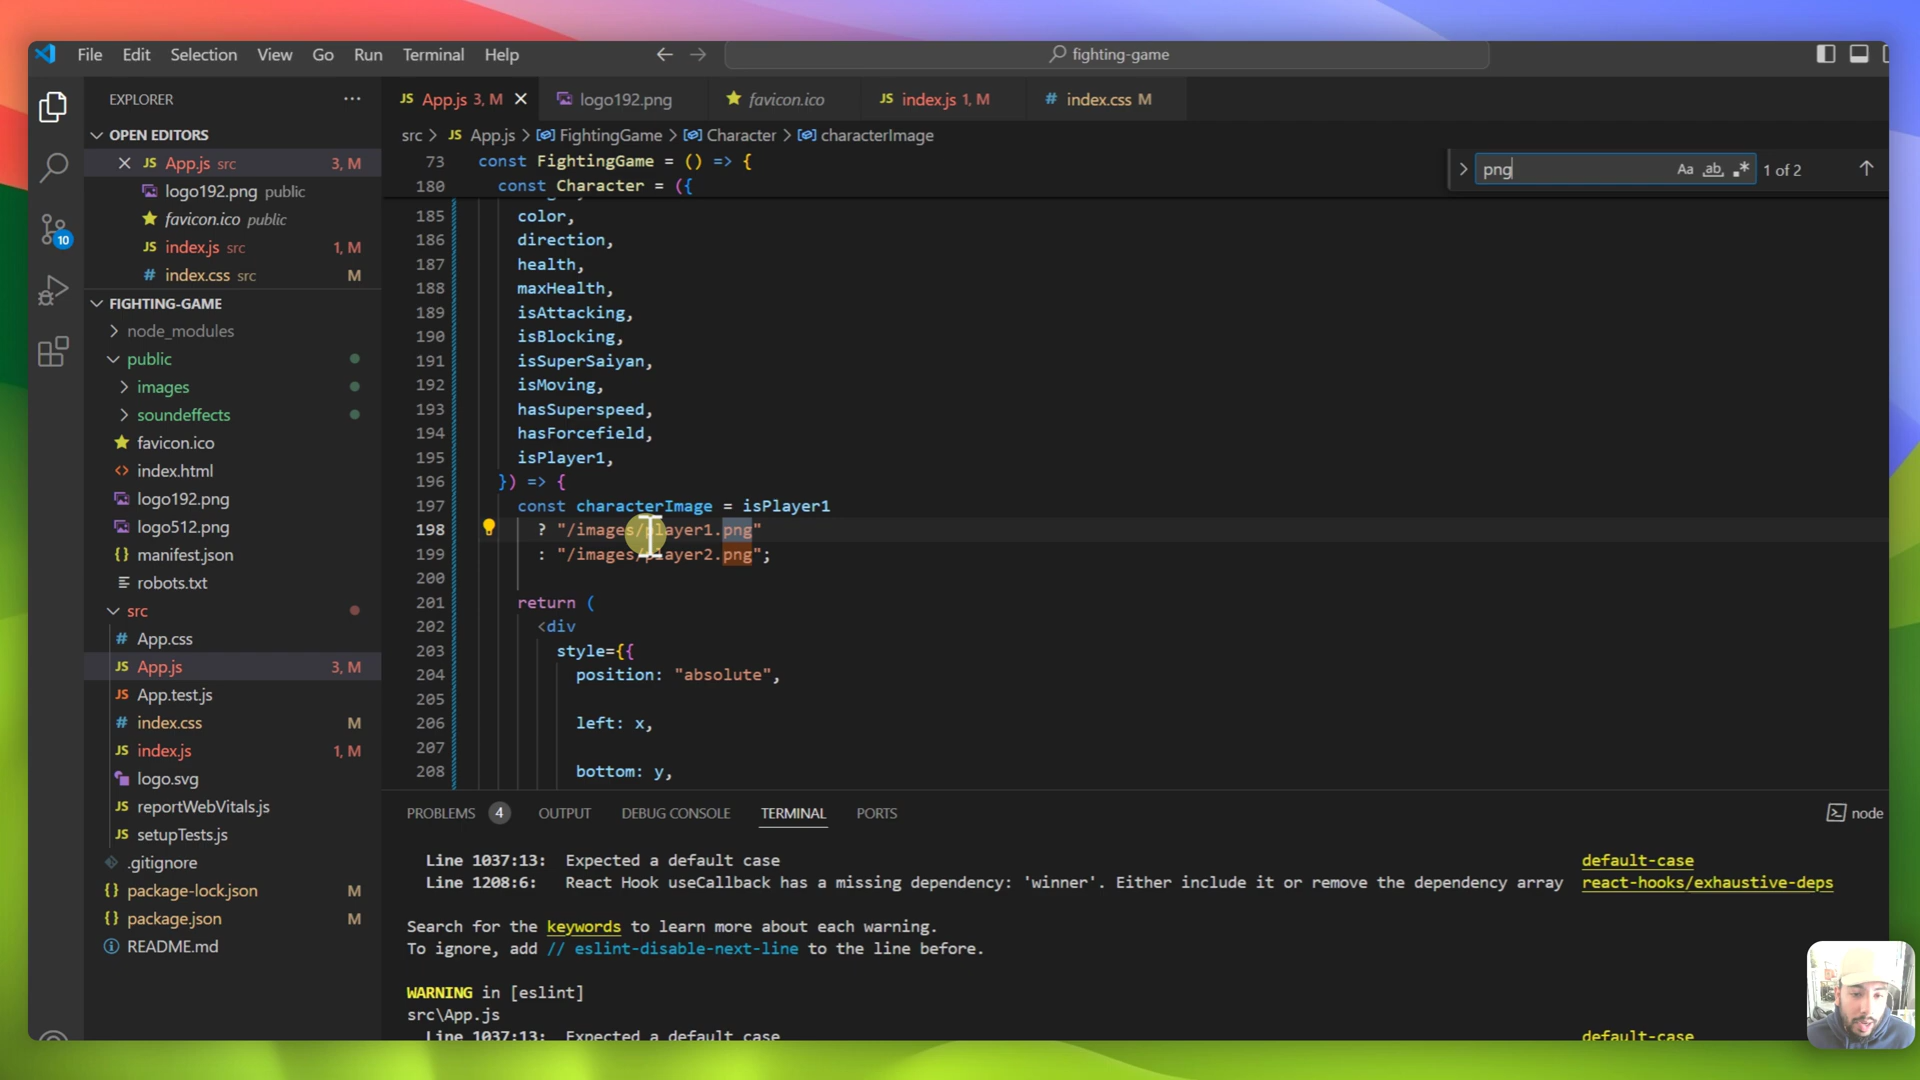 File Edit Selection View Go Run Terminal Help
fighting-game
EXPLORER
OPEN EDITORS
App.js src 3, M
logo192.png public
favicon.ico public
index.js src 1, M
index.css src M
FIGHTING-GAME
node_modules
public
images
soundeffects
favicon.ico
index.html
logo192.png
logo512.png
manifest.json
robots.txt
src
App.css
App.js 3, M
App.test.js
index.css M
index.js 1, M
logo.svg
reportWebVitals.js
setupTests.js
.gitignore
package-lock.json M
package.json M
README.md
App.js 3, M logo192.png favicon.ico index.js 1, M index.css M
src > App.js > FightingGame > Character > characterImage
png 1 of 2
73 const FightingGame = () => {
180 const Character = ({
185 color,
186 direction,
187 health,
188 maxHealth,
189 isAttacking,
190 isBlocking,
191 isSuperSaiyan,
192 isMoving,
193 hasSuperspeed,
194 hasForcefield,
195 isPlayer1,
196 }) => {
197 const characterImage = isPlayer1
198 ? "/images/player1.png"
199 : "/images/player2.png";
200
201 return (
202 <div
203 style={{
204 position: "absolute",
205
206 left: x,
207
208 bottom: y,
PROBLEMS 4 OUTPUT DEBUG CONSOLE TERMINAL PORTS node
Line 1037:13: Expected a default case default-case
Line 1208:6: React Hook useCallback has a missing dependency: 'winner'. Either include it or remove the dependency array react-hooks/exhaustive-deps
Search for the keywords to learn more about each warning.
To ignore, add // eslint-disable-next-line to the line before.
WARNING in [eslint]
src\App.js
Line 1037:13: Expected a default case default-case